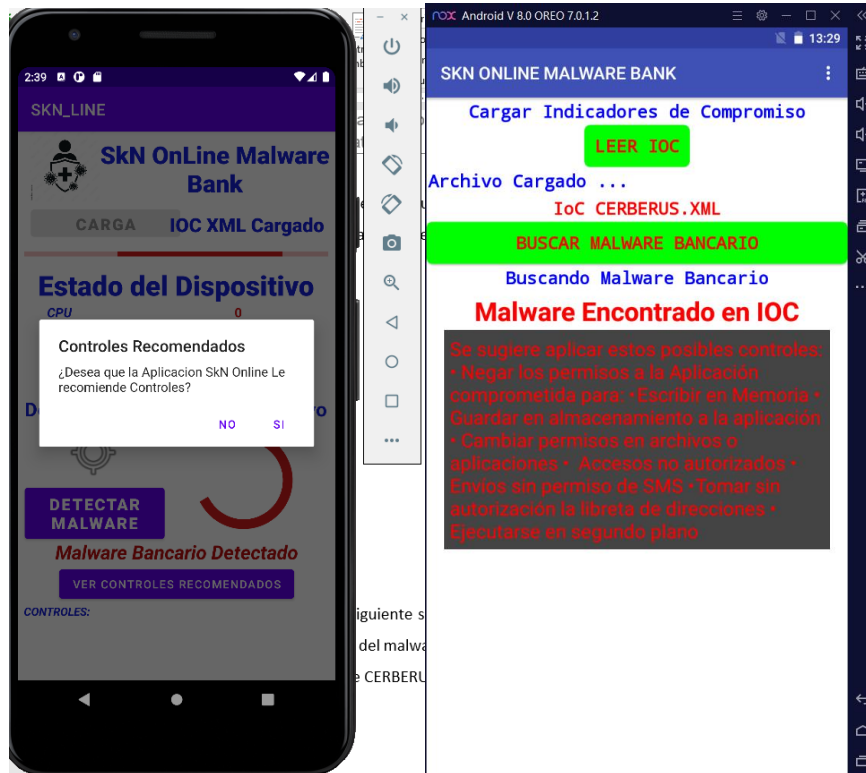 2:39
SKN_LINE
SkN OnLine Malware
Bank
CARGA
IOC XML Cargado
Estado del Dispositivo
CPU
0
Controles Recomendados
¿Desea que la Aplicacion SkN Online Le
recomiende Controles?
NO
SI
DETECTAR
MALWARE
Malware Bancario Detectado
VER CONTROLES RECOMENDADOS
CONTROLES:
iguiente s
del malwa
e CERBERU
nox Android V 8.0 OREO 7.0.1.2
13:29
SKN ONLINE MALWARE BANK
Cargar Indicadores de Compromiso
LEER IOC
Archivo Cargado ...
IoC CERBERUS.XML
BUSCAR MALWARE BANCARIO
Buscando Malware Bancario
Malware Encontrado en IOC
Se sugiere aplicar estos posibles controles:
• Negar los permisos a la Aplicación
comprometida para: •Escribir en Memoria •
Guardar en almacenamiento a la aplicación
• Cambiar permisos en archivos o
aplicaciones • Accesos no autorizados •
Envíos sin permiso de SMS •Tomar sin
autorización la libreta de direcciones •
Ejecutarse en segundo plano